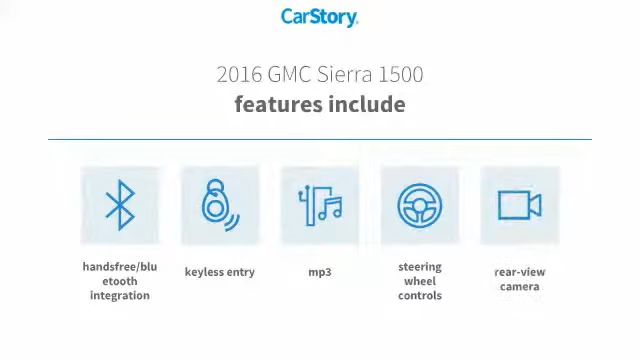 CarStory.
2016 GMC Sierra 1500
features include
handsfree/blu
etooth
integration
keyless entry
mp3
steering
wheel
controls
rear-view
camera